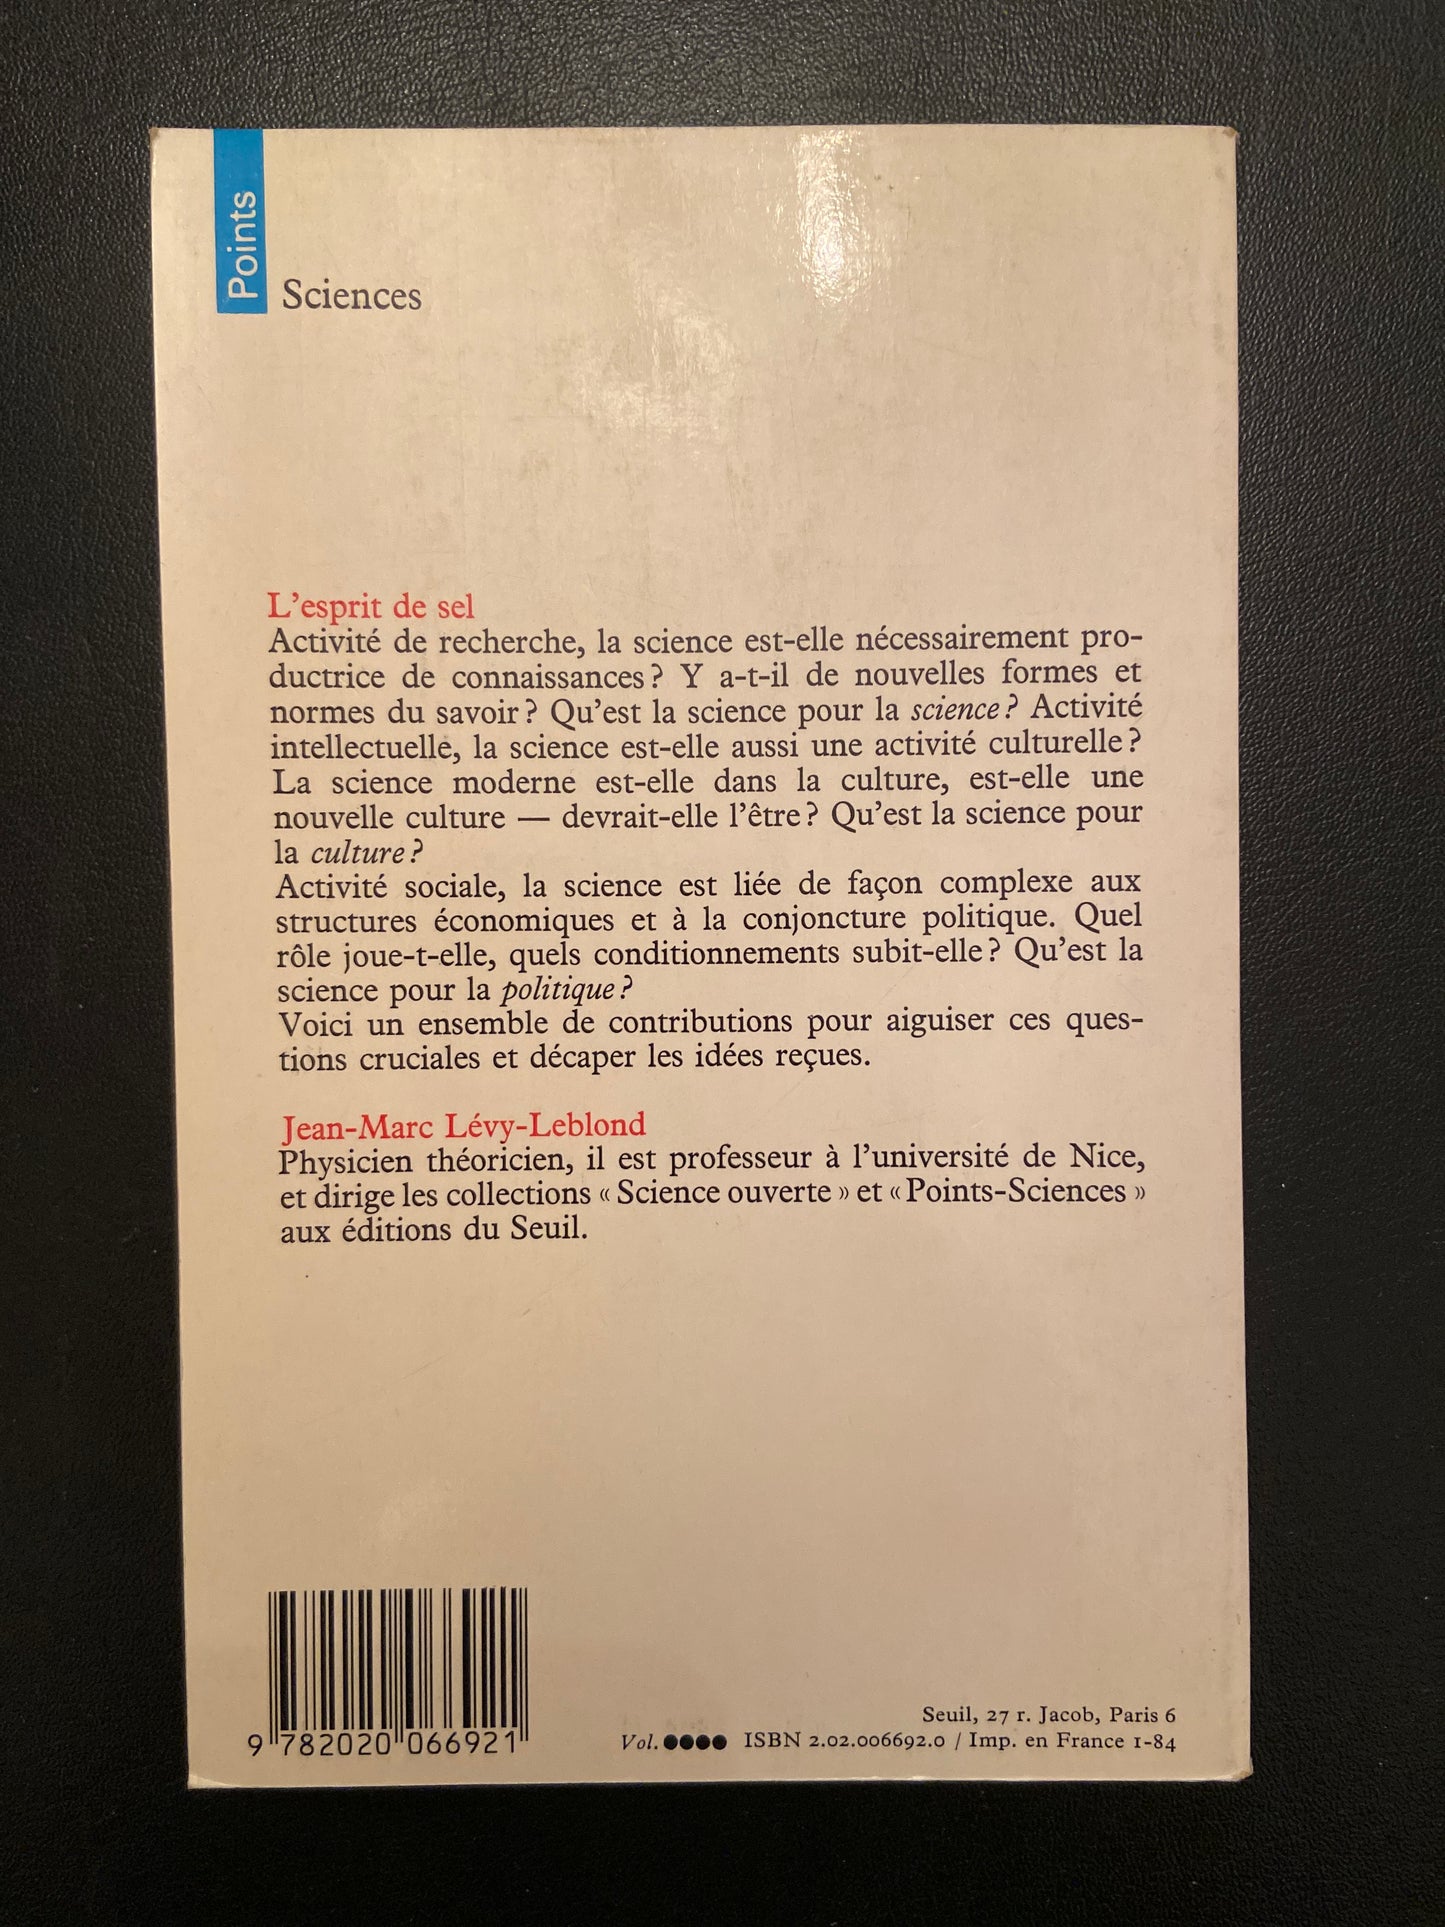 Points
Sciences
L'esprit de sel
Activité de recherche, la science est-elle nécessairement pro-
ductrice de connaissances ? Y a-t-il de nouvelles formes et
normes du savoir ? Qu'est la science pour la science ? Activité
intellectuelle, la science est-elle aussi une activité culturelle ?
La science moderne est-elle dans la culture, est-elle une
nouvelle culture — devrait-elle l'être ? Qu'est la science pour
la culture ?
Activité sociale, la science est liée de façon complexe aux
structures économiques et à la conjoncture politique. Quel
rôle joue-t-elle, quels conditionnements subit-elle ? Qu'est la
science pour la politique ?
Voici un ensemble de contributions pour aiguiser ces ques-
tions cruciales et décaper les idées reçues.
Jean-Marc Lévy-Leblond
Physicien théoricien, il est professeur à l'université de Nice,
et dirige les collections « Science ouverte » et « Points-Sciences »
aux éditions du Seuil.
Seuil, 27 r. Jacob, Paris 6
9 782020 066921
Vol. ●●●● ISBN 2.02.006692.0 / Imp. en France 1-84